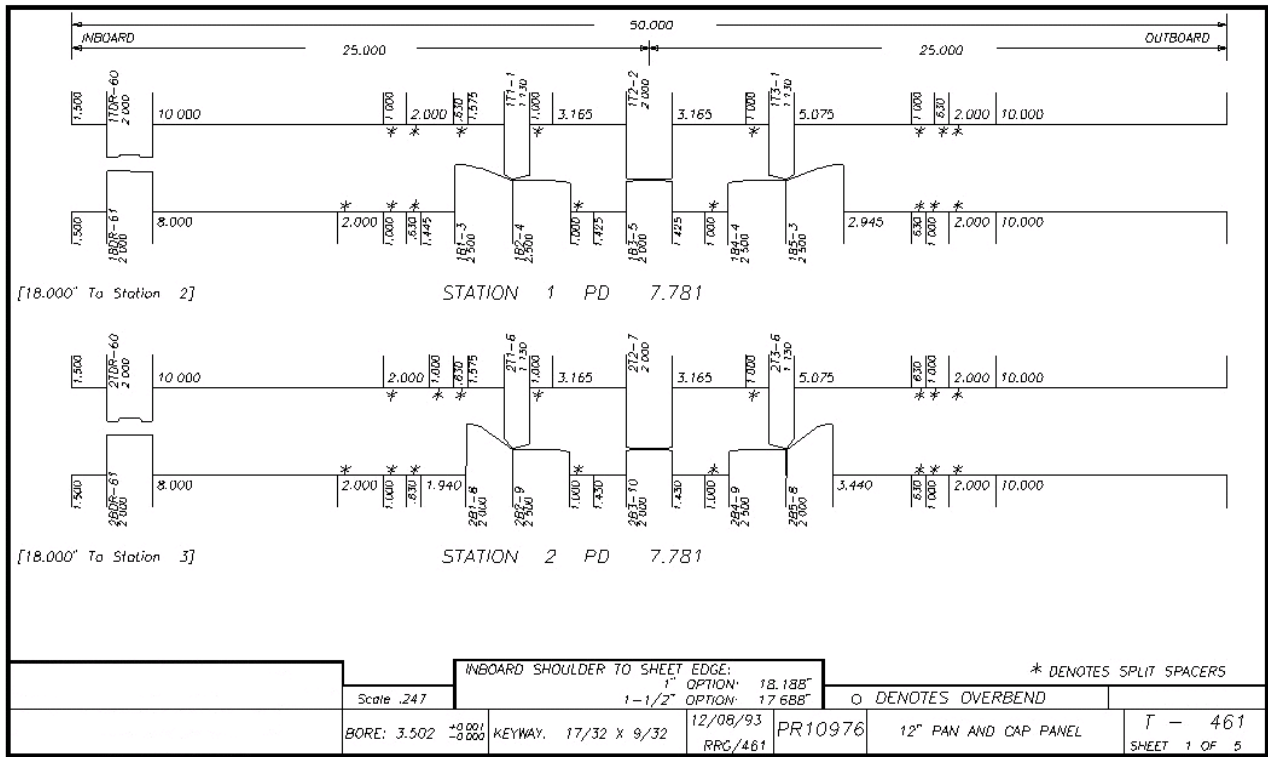 50.000
INBOARD
OUTBOARD
25.000
25.000
1.500
1TDR-60
2.000
10.000
1.000
2.000
.630
1.575
1T1-1
1.130
1.000
3.165
1T2-2
2.000
3.165
1.000
1T3-1
1.130
5.075
1.000
.630
2.000
10.000
* * * * * * * *
* * * * * * * *
1.500
1BDR-61
2.000
8.000
2.000
1.000
.630
1.445
1B1-3
2.500
1B2-4
2.500
1.000
1.425
1B3-5
2.000
1.425
1.000
1B4-4
2.500
1B5-3
2.500
2.945
.630
1.000
2.000
10.000
[18.000" To Station 2]
STATION 1 PD 7.781
1.500
2TDR-60
2.000
10.000
2.000
1.000
.630
1.575
2T1-6
1.130
1.000
3.165
2T2-7
2.000
3.165
1.000
2T3-6
1.130
5.075
.630
1.000
2.000
10.000
* * * * * * * *
* * * * * * * *
1.500
2BDR-61
2.000
8.000
2.000
1.000
.630
1.940
2B1-8
2.000
2B2-9
2.500
1.000
1.430
2B3-10
2.000
1.430
1.000
2B4-9
2.500
2B5-8
2.000
3.440
.630
1.000
2.000
10.000
[18.000" To Station 3]
STATION 2 PD 7.781
INBOARD SHOULDER TO SHEET EDGE:
1" OPTION: 18.188"
1-1/2" OPTION: 17.688"
* DENOTES SPLIT SPACERS
Scale .247
O DENOTES OVERBEND
BORE: 3.502 +0.001 -0.000
KEYWAY. 17/32 X 9/32
12/08/93
RRG/461
PR10976
12" PAN AND CAP PANEL
T - 461
SHEET 1 OF 5